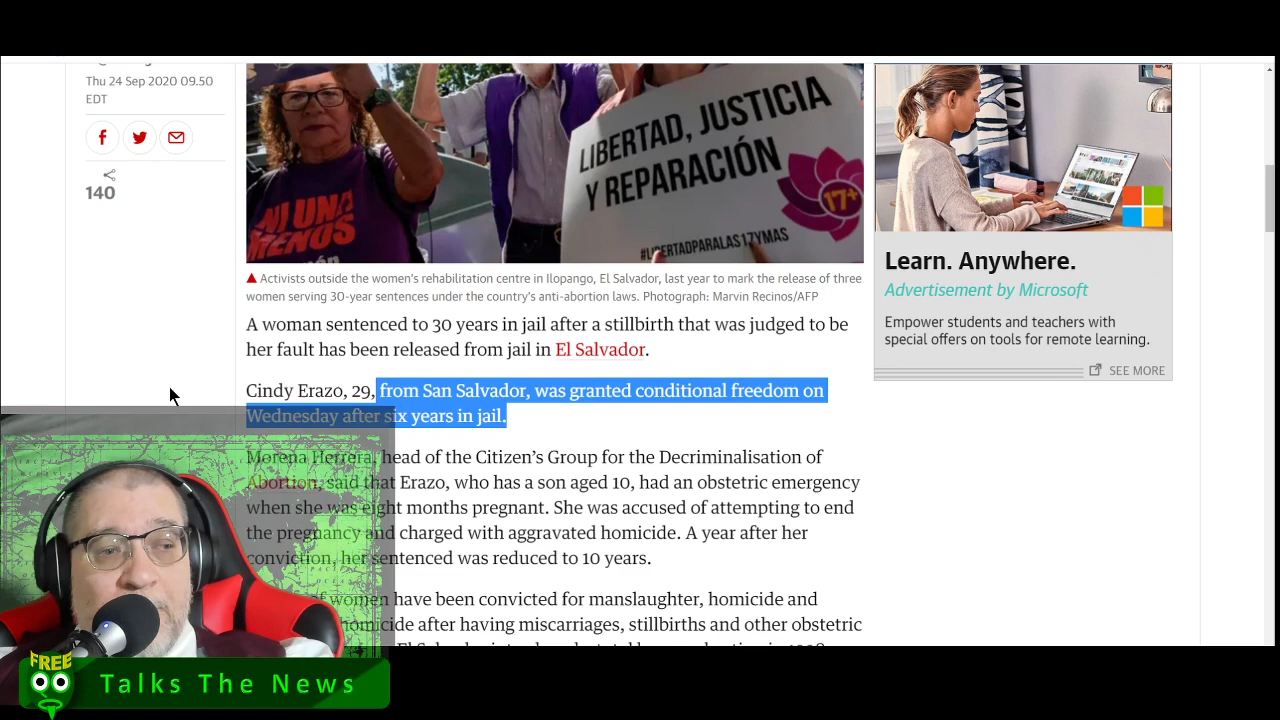 Thu 24 Sep 2020 09.50
EDT
140
NI UNA
MENOS
LIBERTAD, JUSTICIA
Y REPARACIÓN
17+
#LIBERTADPARALAS17YMAS
Activists outside the women's rehabilitation centre in Ilopango, El Salvador, last year to mark the release of three
women serving 30-year sentences under the country's anti-abortion laws. Photograph: Marvin Recinos/AFP
A woman sentenced to 30 years in jail after a stillbirth that was judged to be
her fault has been released from jail in El Salvador.
Cindy Erazo, 29, from San Salvador, was granted conditional freedom on
Wednesday after six years in jail.
Morena Herrera, head of the Citizen's Group for the Decriminalisation of
Abortion, said that Erazo, who has a son aged 10, had an obstetric emergency
when she was eight months pregnant. She was accused of attempting to end
the pregnancy and charged with aggravated homicide. A year after her
conviction, her sentenced was reduced to 10 years.
of women have been convicted for manslaughter, homicide and
homicide after having miscarriages, stillbirths and other obstetric
Learn. Anywhere.
Advertisement by Microsoft
Empower students and teachers with
special offers on tools for remote learning.
SEE MORE
FREE
Talks The News